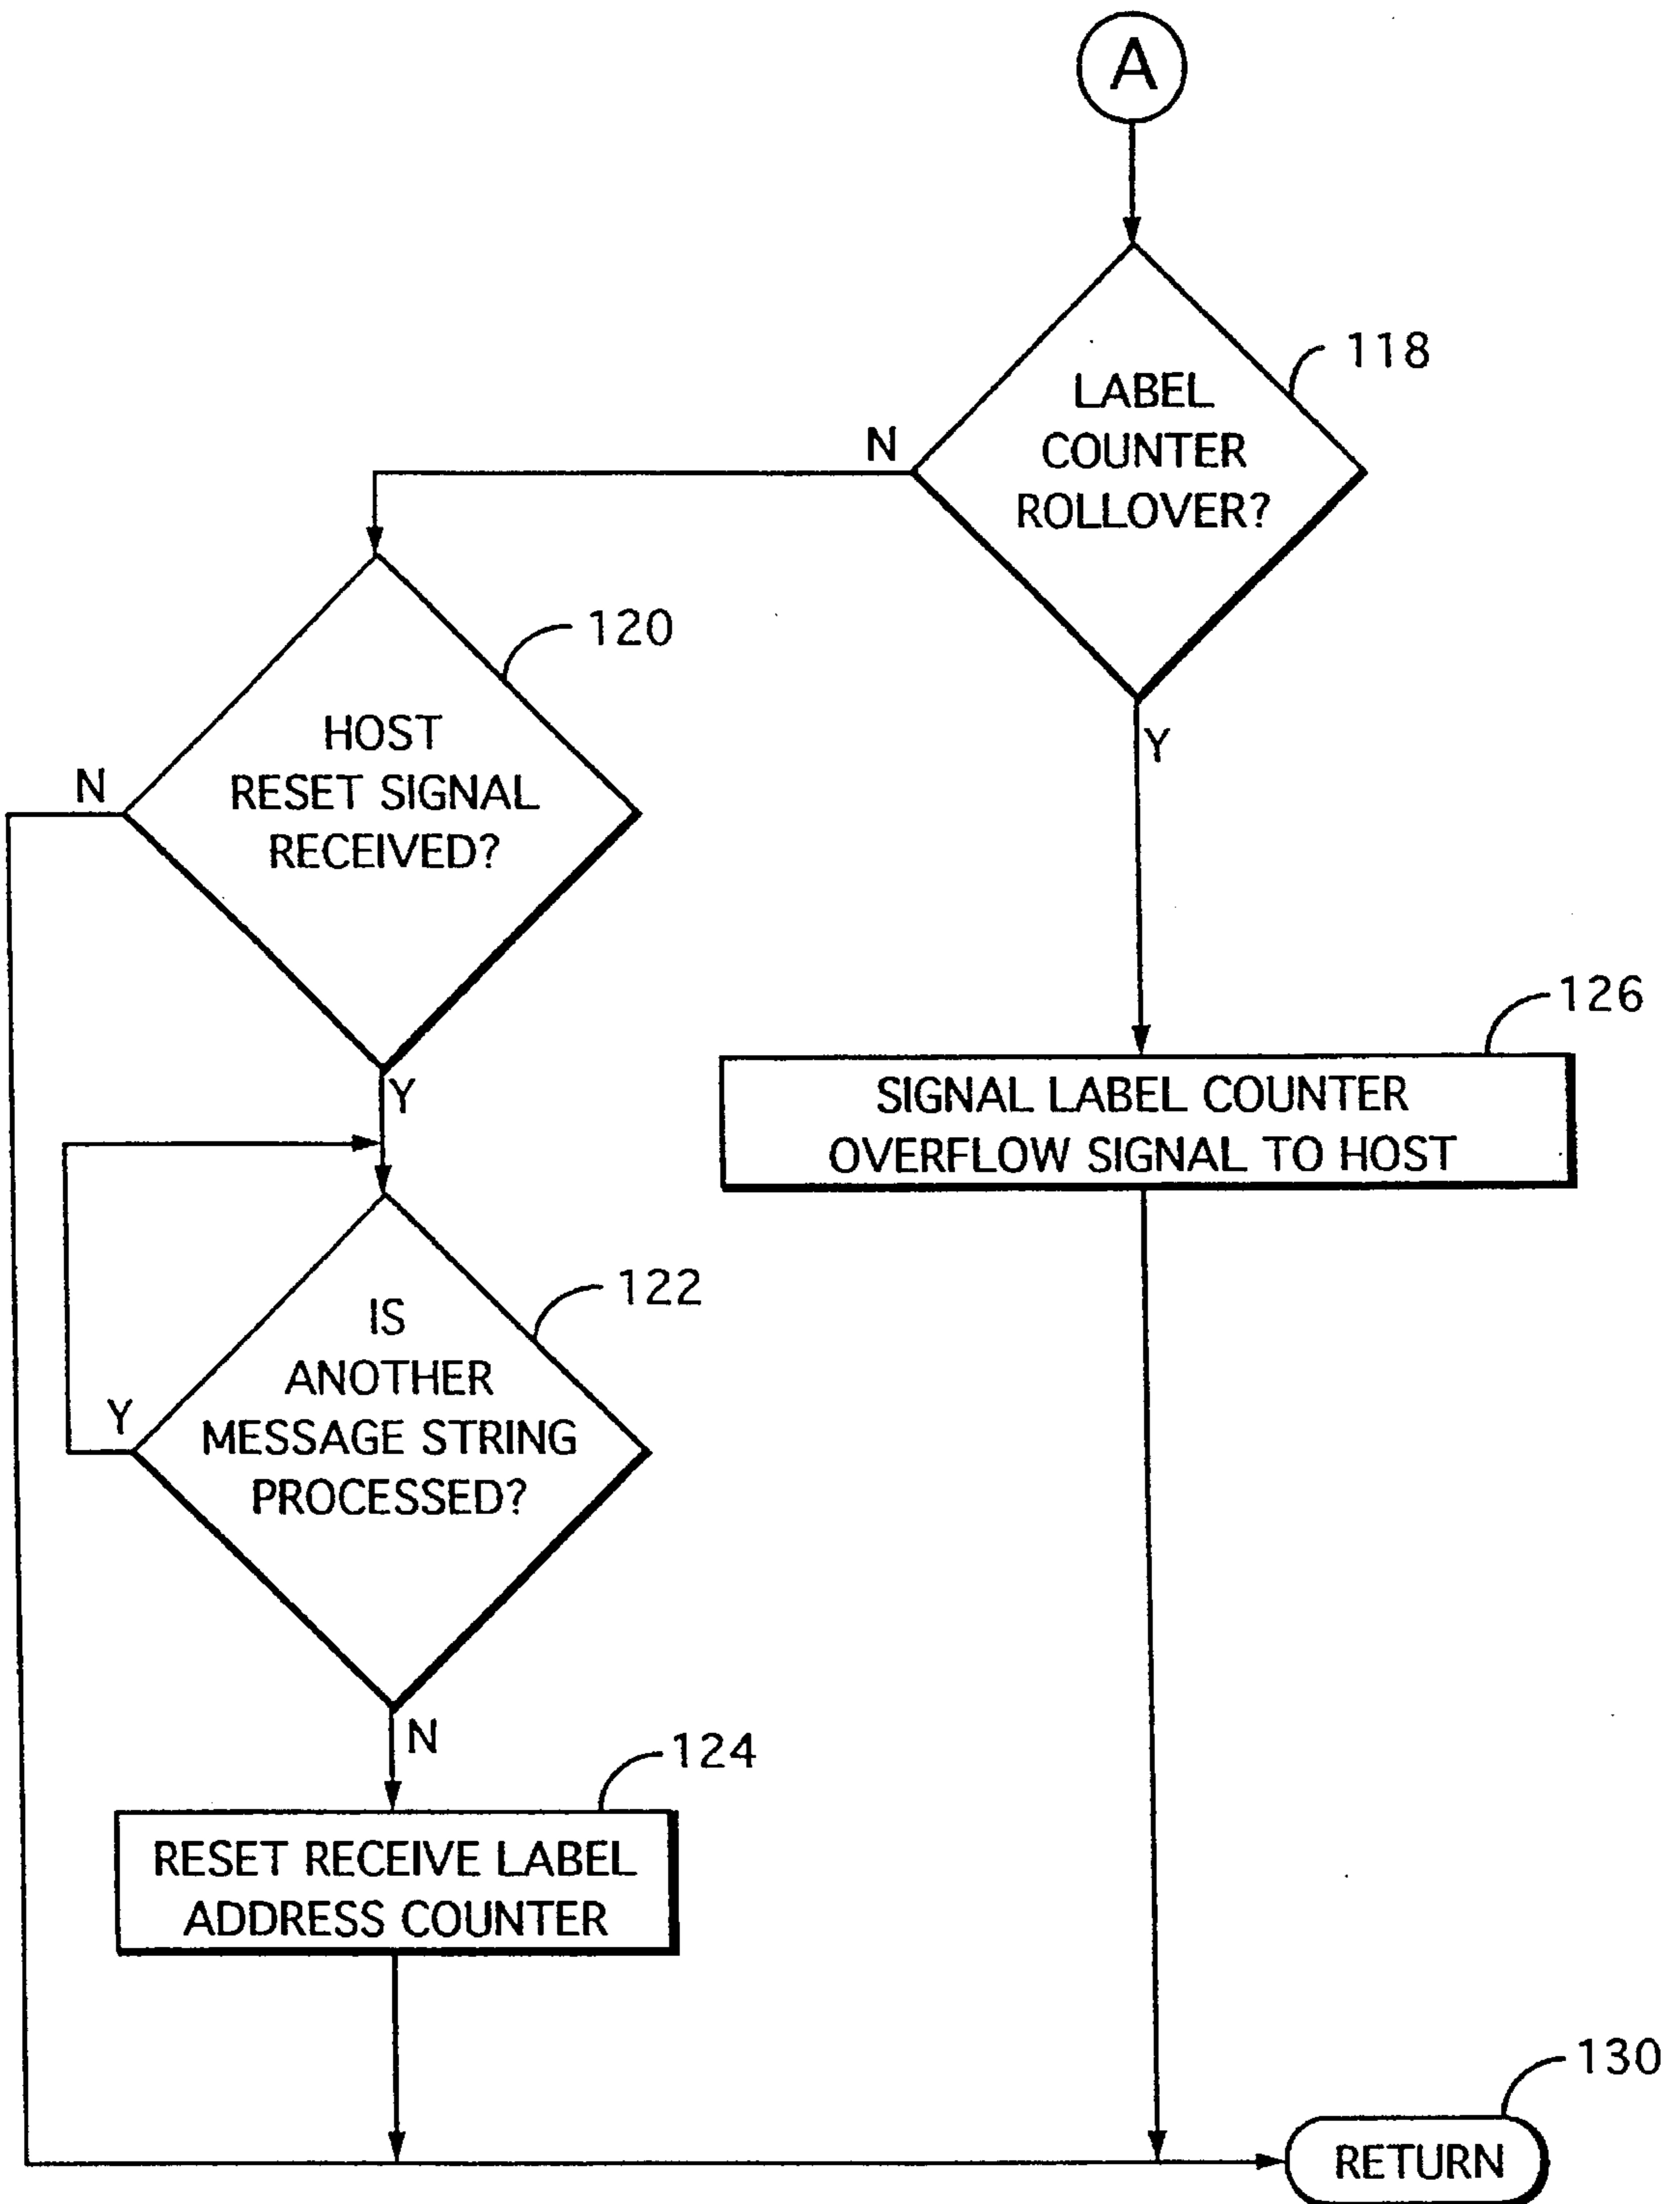 A
118
LABEL
COUNTER
ROLLOVER?
N
Y
120
HOST
RESET SIGNAL
RECEIVED?
N
Y
126
SIGNAL LABEL COUNTER
OVERFLOW SIGNAL TO HOST
122
IS
ANOTHER
MESSAGE STRING
PROCESSED?
Y
N
124
RESET RECEIVE LABEL
ADDRESS COUNTER
130
RETURN